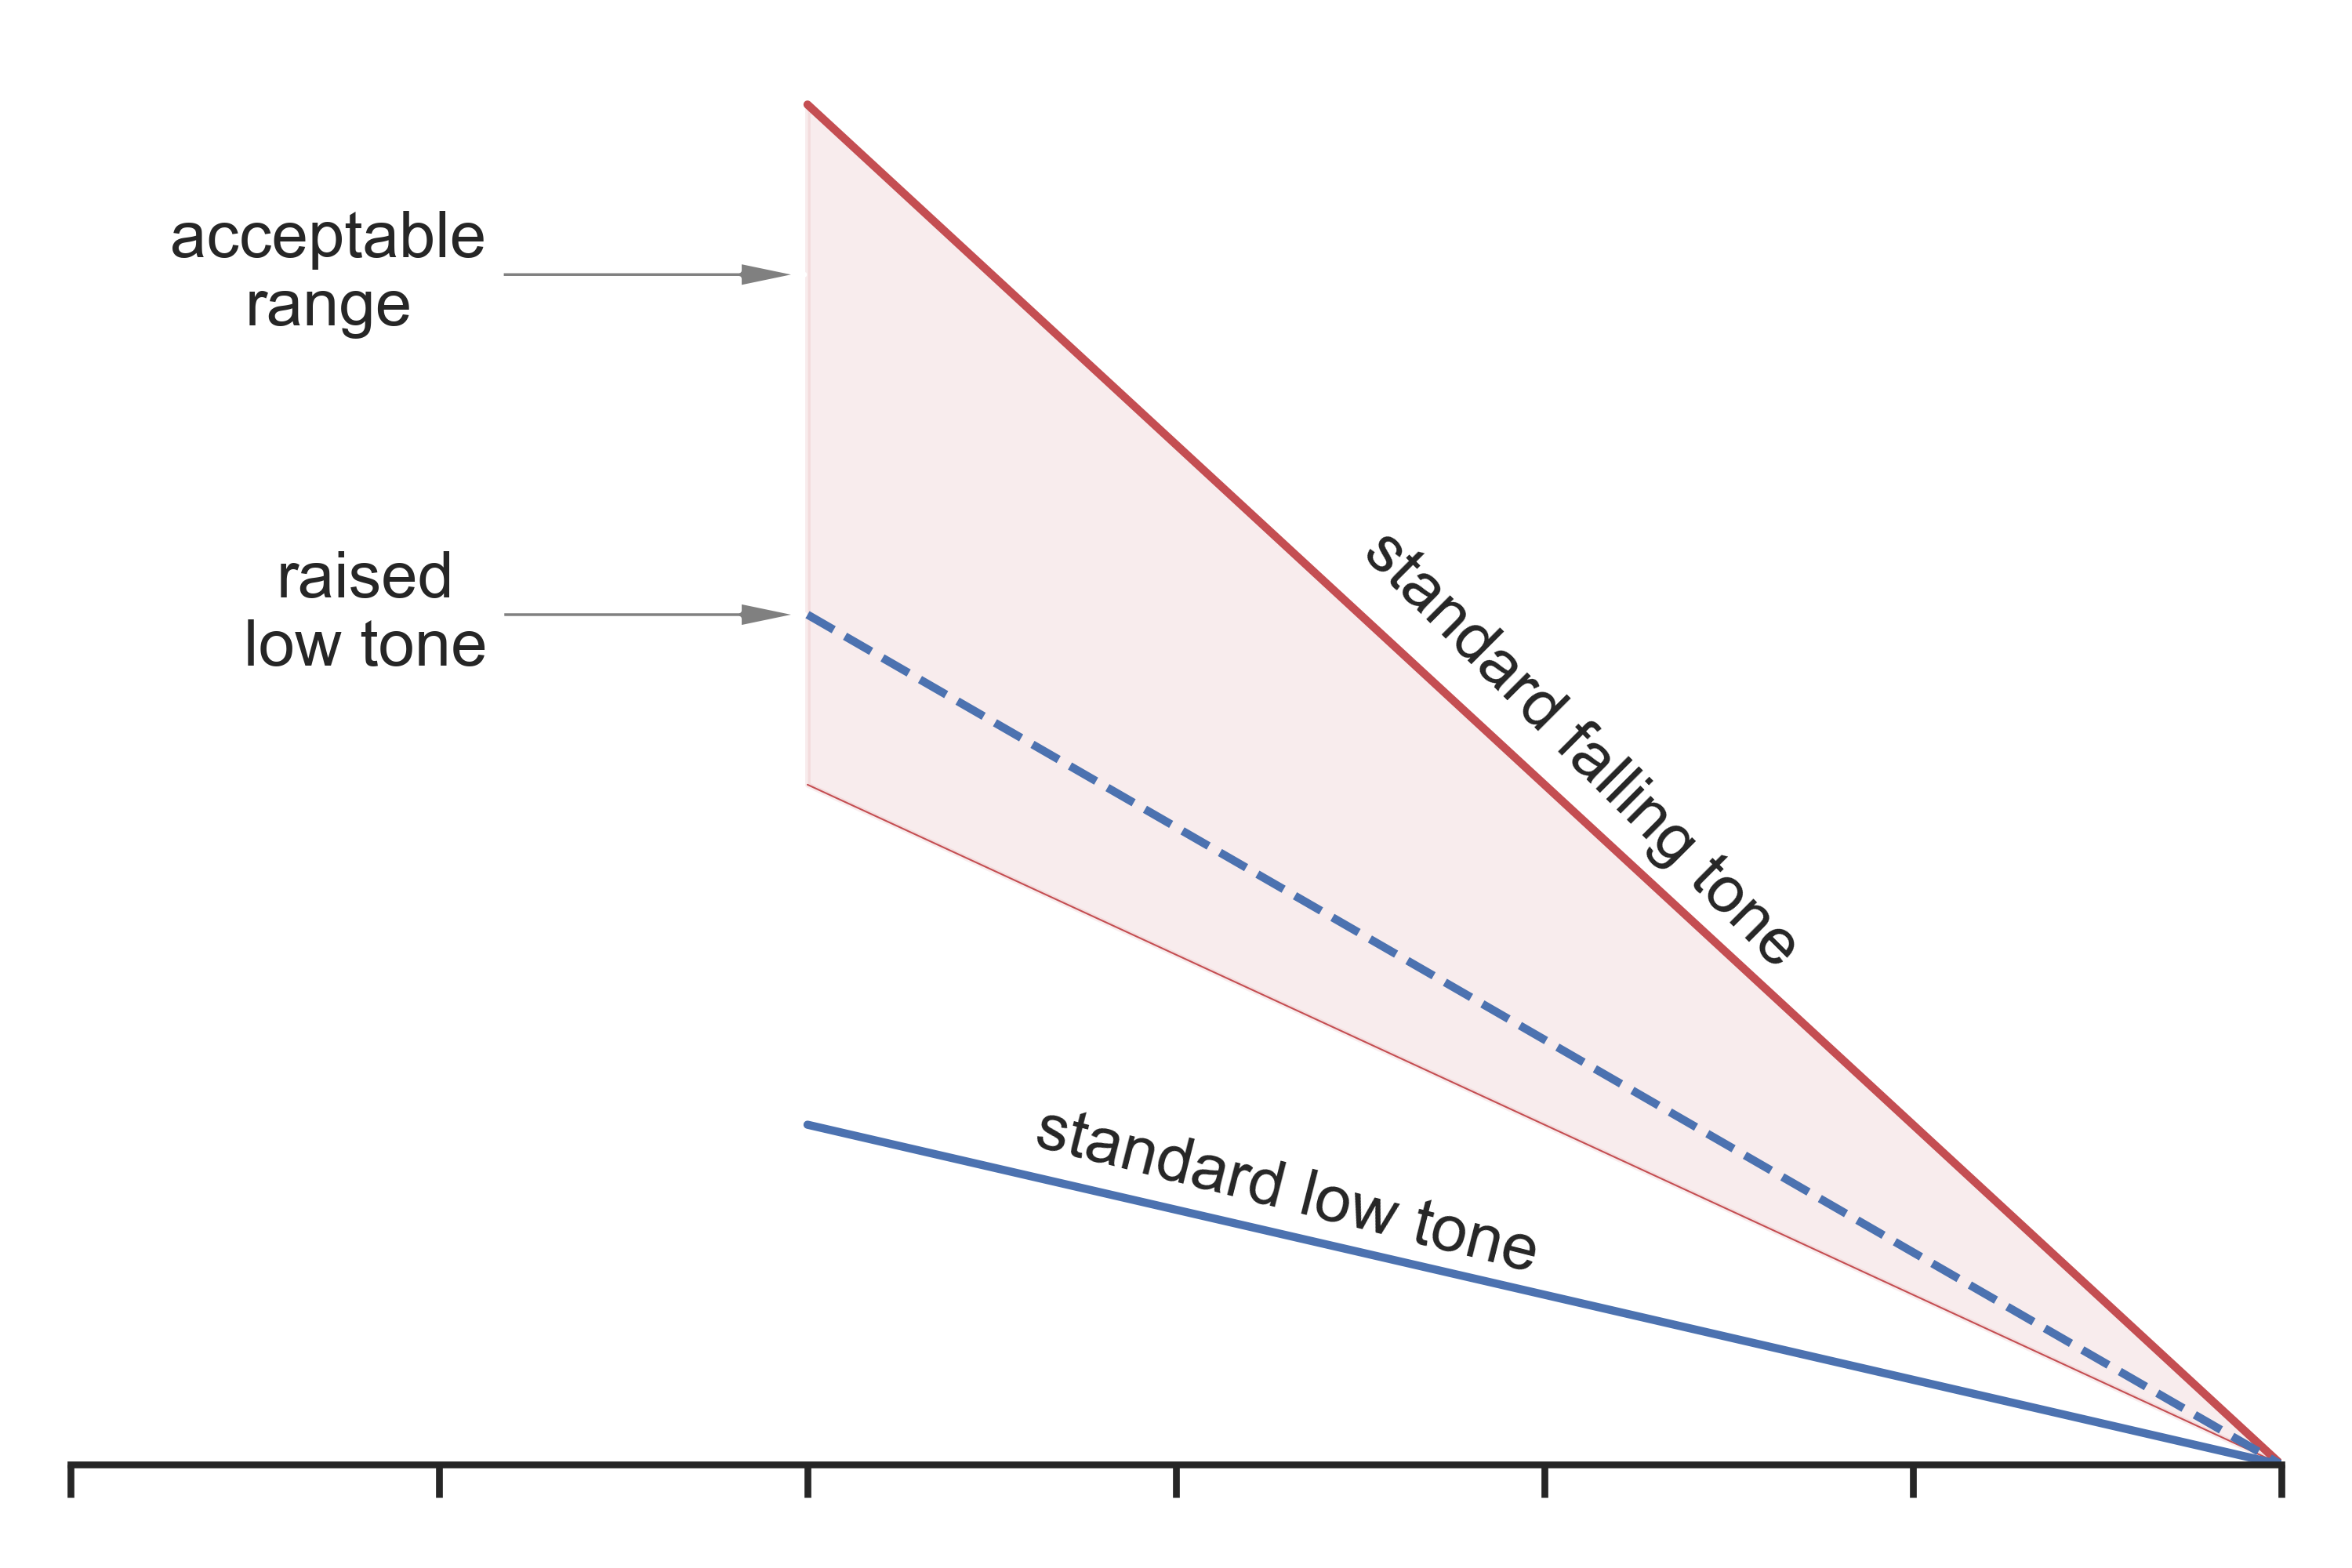 acceptable
range
raised
low tone
standard falling tone
standard low tone